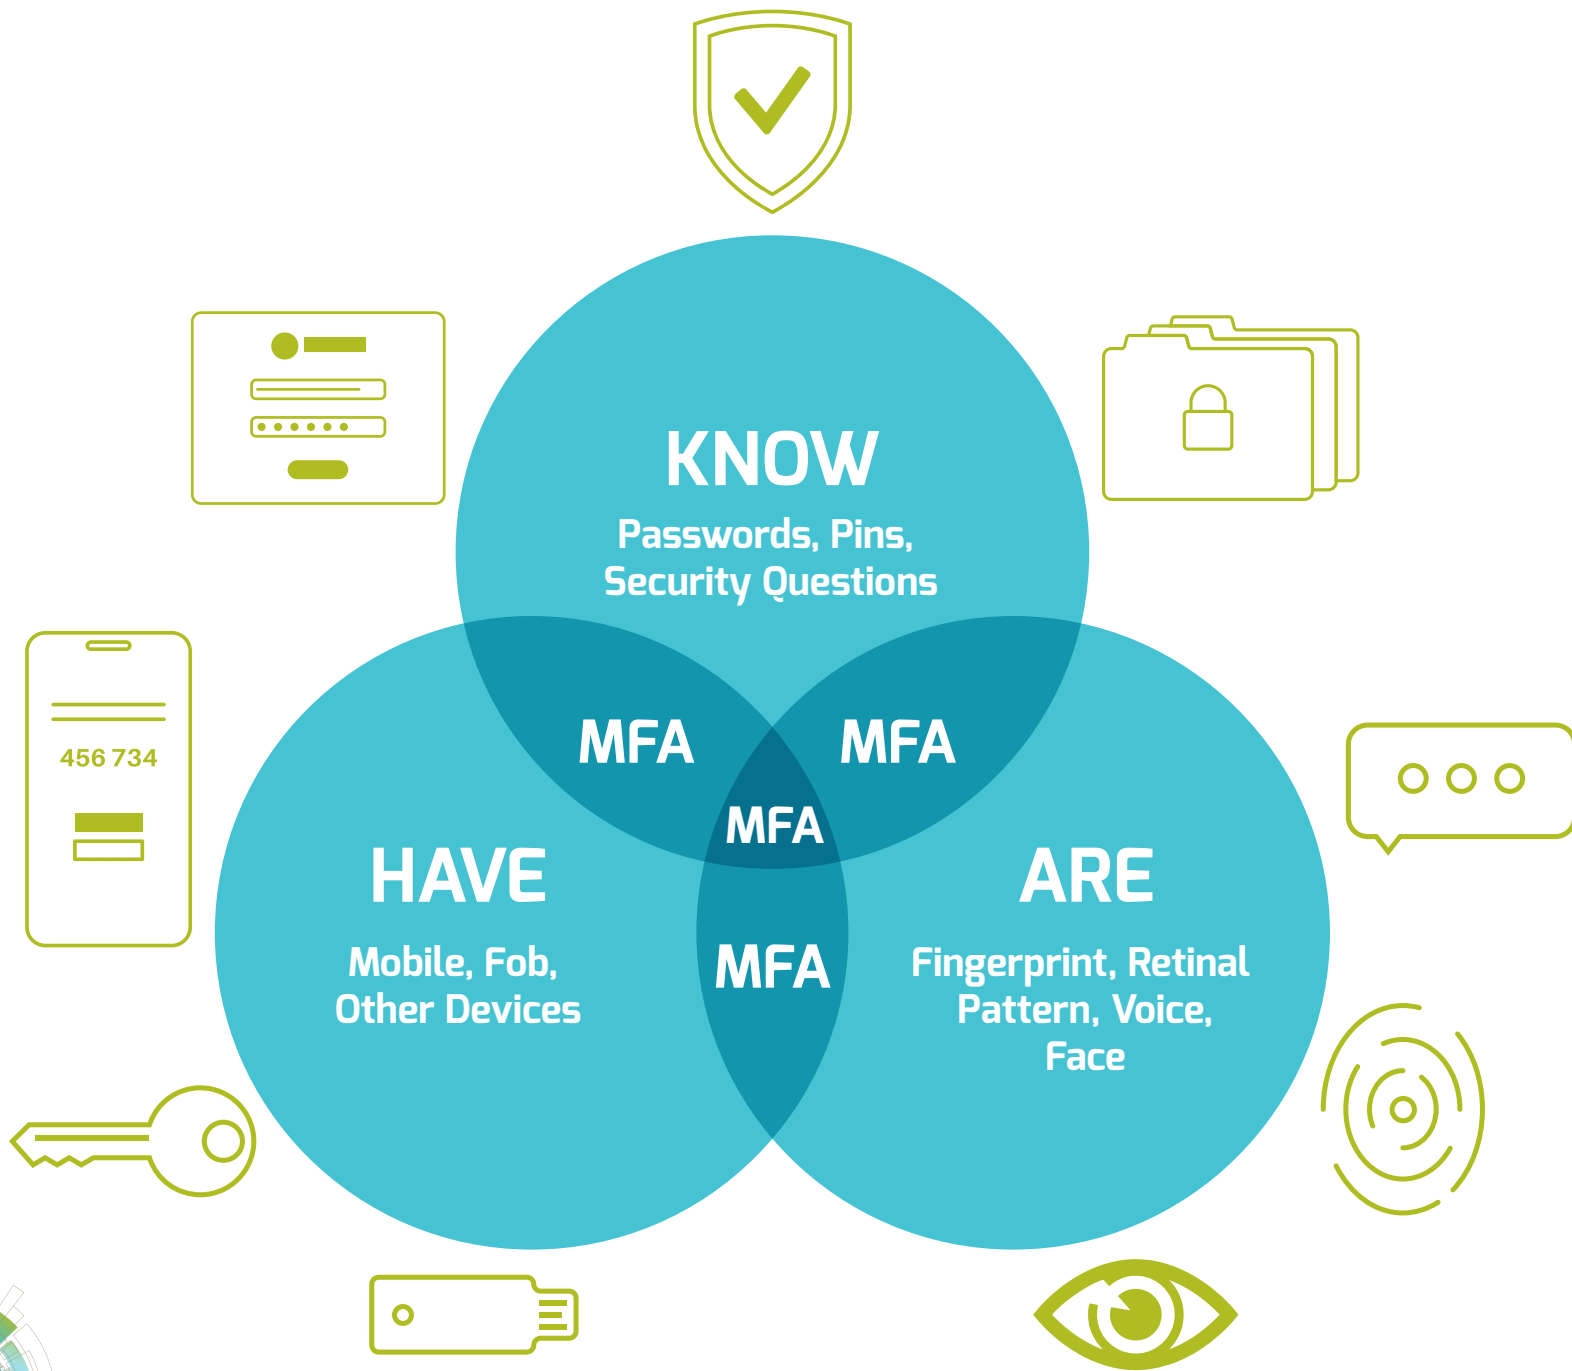 KNOW
Passwords, Pins,
Security Questions
456 734
MFA
MFA
MFA
HAVE
Mobile, Fob,
Other Devices
MFA
ARE
Fingerprint, Retinal
Pattern, Voice,
Face